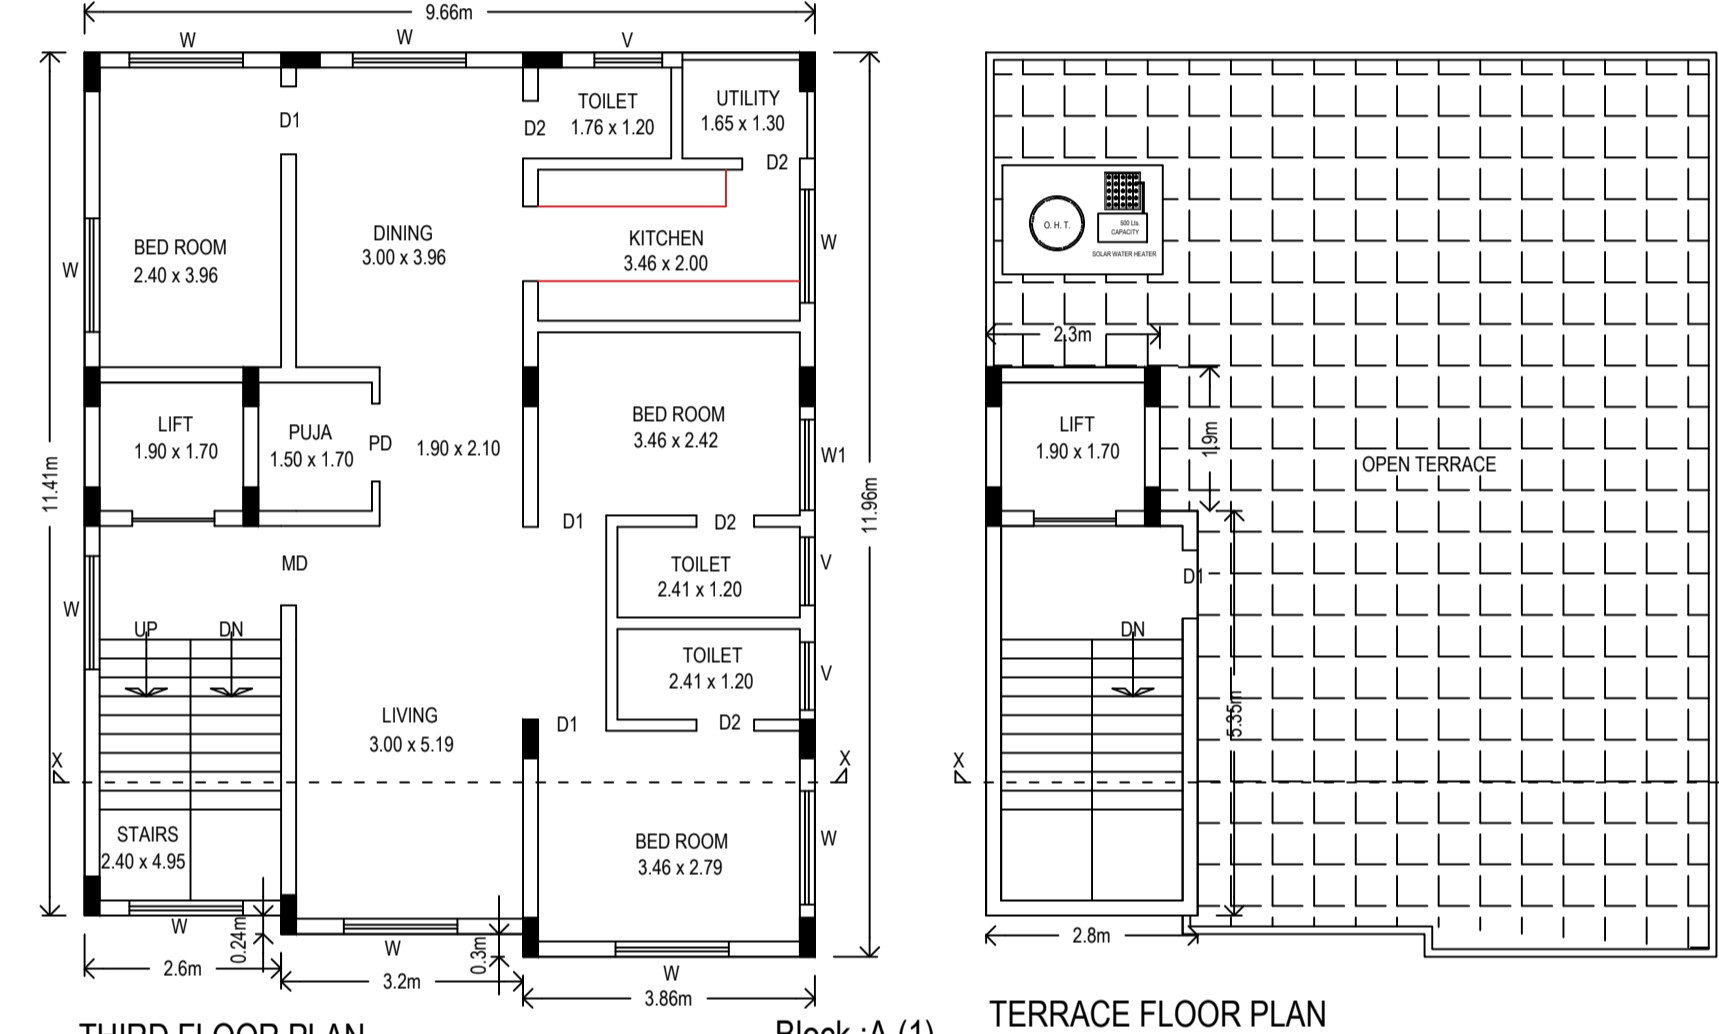 9.66m
W
W
V
TOILET
1.76 x 1.20
UTILITY
1.65 x 1.30
D1
D2
D2
BED ROOM
2.40 x 3.96
DINING
3.00 x 3.96
KITCHEN
3.46 x 2.00
W
W
LIFT
1.90 x 1.70
PUJA
1.50 x 1.70
PD
1.90 x 2.10
BED ROOM
3.46 x 2.42
W1
11.41m
11.96m
D1
D2
MD
TOILET
2.41 x 1.20
V
W
UP
DN
TOILET
2.41 x 1.20
V
LIVING
3.00 x 5.19
D1
D2
X
X
STAIRS
2.40 x 4.95
BED ROOM
3.46 x 2.79
W
W
0.24m
W
0.3m
W
2.6m
3.2m
3.86m
THIRD FLOOR PLAN
Block :A (1)
O. H. T.
500 Lts.
CAPACITY
SOLAR WATER HEATER
2.3m
LIFT
1.90 x 1.70
1.9m
OPEN TERRACE
D1
DN
5.35m
X
2.8m
TERRACE FLOOR PLAN